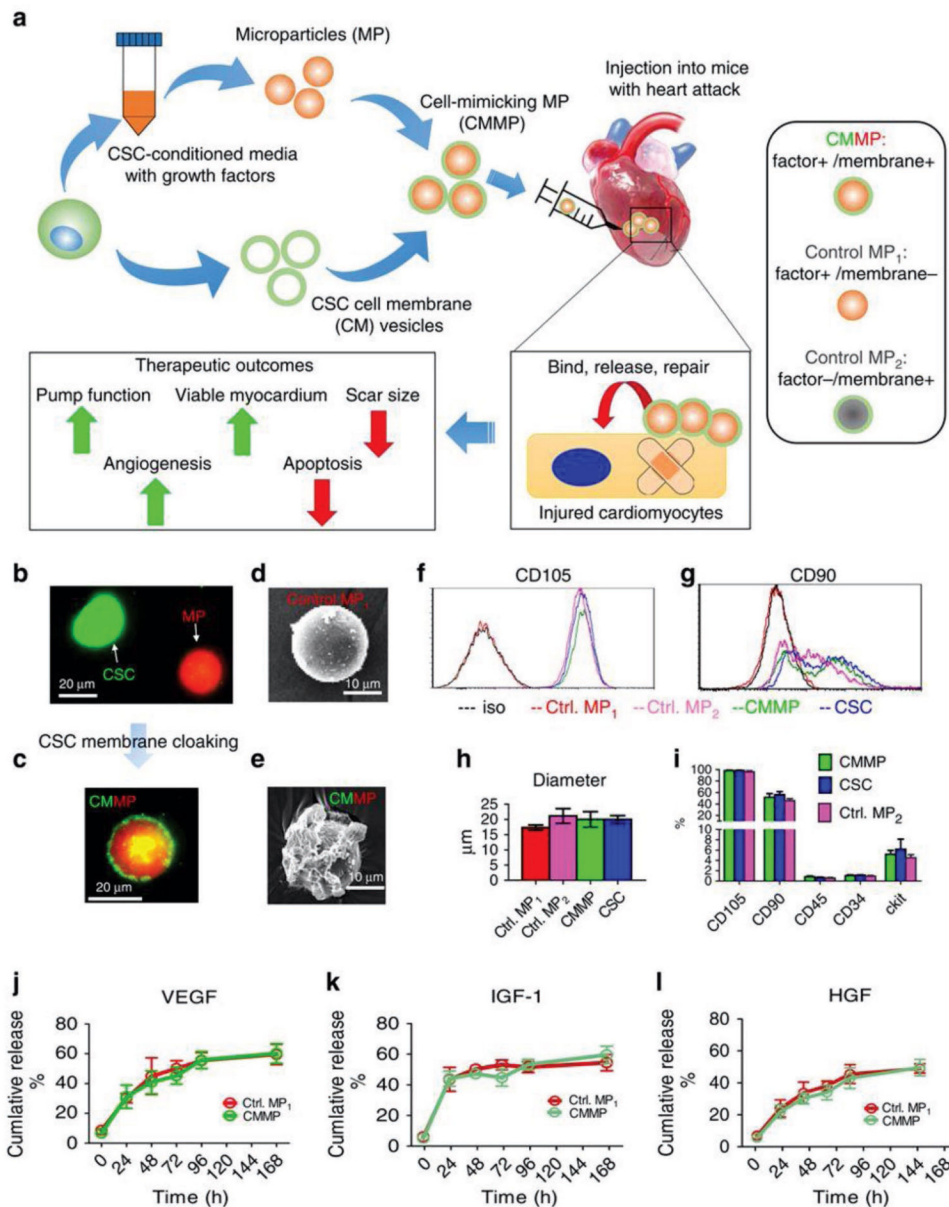 a
Microparticles (MP)
CSC-conditioned media
with growth factors
CSC cell membrane
(CM) vesicles
Cell-mimicking MP
(CMMP)
Injection into mice
with heart attack
CMMP:
factor+ /membrane+
Control MP1:
factor+ /membrane–
Control MP2:
factor–/membrane+
Therapeutic outcomes
Pump function Viable myocardium Scar size
Angiogenesis Apoptosis
Bind, release, repair
Injured cardiomyocytes
b
MP
CSC
20 μm
CSC membrane cloaking
c
CMMP
20 μm
d
Control MP1
10 μm
e
CMMP
10 μm
f
CD105
g
CD90
iso Ctrl. MP1 Ctrl. MP2 CMMP CSC
h
Diameter
μm
25
20
15
10
5
0
Ctrl. MP1 Ctrl. MP2 CMMP CSC
i
%
100
80
60
40
20
10
8
6
4
2
0
CD105 CD90 CD45 CD34 ckit
CMMP
CSC
Ctrl. MP2
j
VEGF
Cumulative release
%
80
60
40
20
0
Ctrl. MP1
CMMP
0 24 48 72 96 120 144 168
Time (h)
k
IGF-1
Cumulative release
%
80
60
40
20
0
Ctrl. MP1
CMMP
0 24 48 72 96 120 144 168
Time (h)
l
HGF
Cumulative release
%
80
60
40
20
0
Ctrl. MP1
CMMP
0 24 48 72 96 120 144 168
Time (h)